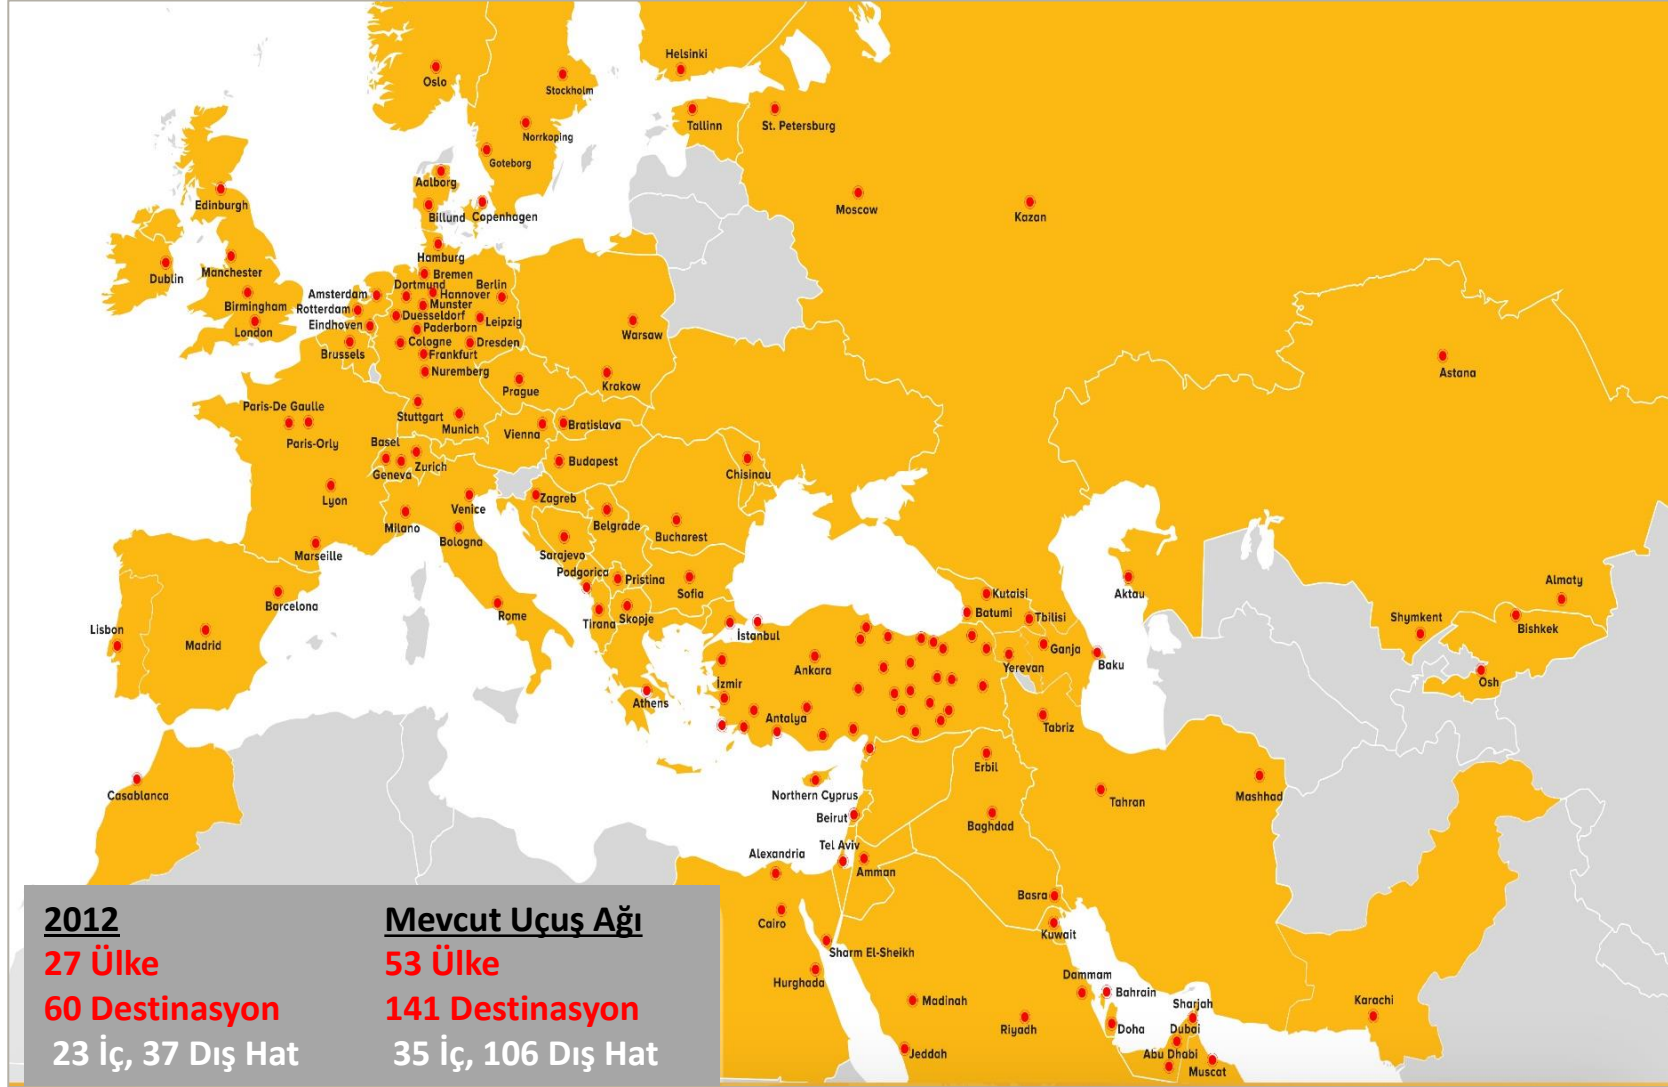 Helsinki
Oslo
Stockholm
Tallinn
St. Petersburg
Norrkoping
Goteborg
Aalborg
Moscow
Kazan
Edinburgh
Billund
Copenhagen
Hamburg
Dublin
Manchester
Bremen
Dortmund
Berlin
Amsterdam
Hannover
Birmingham
Munster
Rotterdam
Duesseldorf
Leipzig
Eindhoven
Paderborn
London
Warsaw
Cologne
Dresden
Brussels
Frankfurt
Nuremberg
Astana
Krakow
Prague
Paris-De Gaulle
Stuttgart
Munich
Bratislava
Vienna
Paris-Orly
Basel
Zurich
Budapest
Geneva
Chisinau
Lyon
Zagreb
Venice
Milano
Belgrade
Bucharest
Bologna
Sarajevo
Marseille
Podgorica
Pristina
Almaty
Sofia
Kutaisi
Aktau
Barcelona
Batumi
Rome
Skopje
Tirana
Tbilisi
Shymkent
Lisbon
İstanbul
Bishkek
Madrid
Ganja
Ankara
Yerevan
Baku
İzmir
Osh
Athens
Antalya
Tabriz
Erbil
Casablanca
Northern Cyprus
Mashhad
Tahran
Beirut
Baghdad
Tel Aviv
Alexandria
Amman
Basra
Cairo
Kuwait
Sharm El-Sheikh
Dammam
Hurghada
Bahrain
Madinah
Sharjah
Karachi
Riyadh
Doha
Dubai
Jeddah
Abu Dhabi
Muscat
2012
27 Ülke
60 Destinasyon
23 İç, 37 Dış Hat
Mevcut Uçuş Ağı
53 Ülke
141 Destinasyon
35 İç, 106 Dış Hat